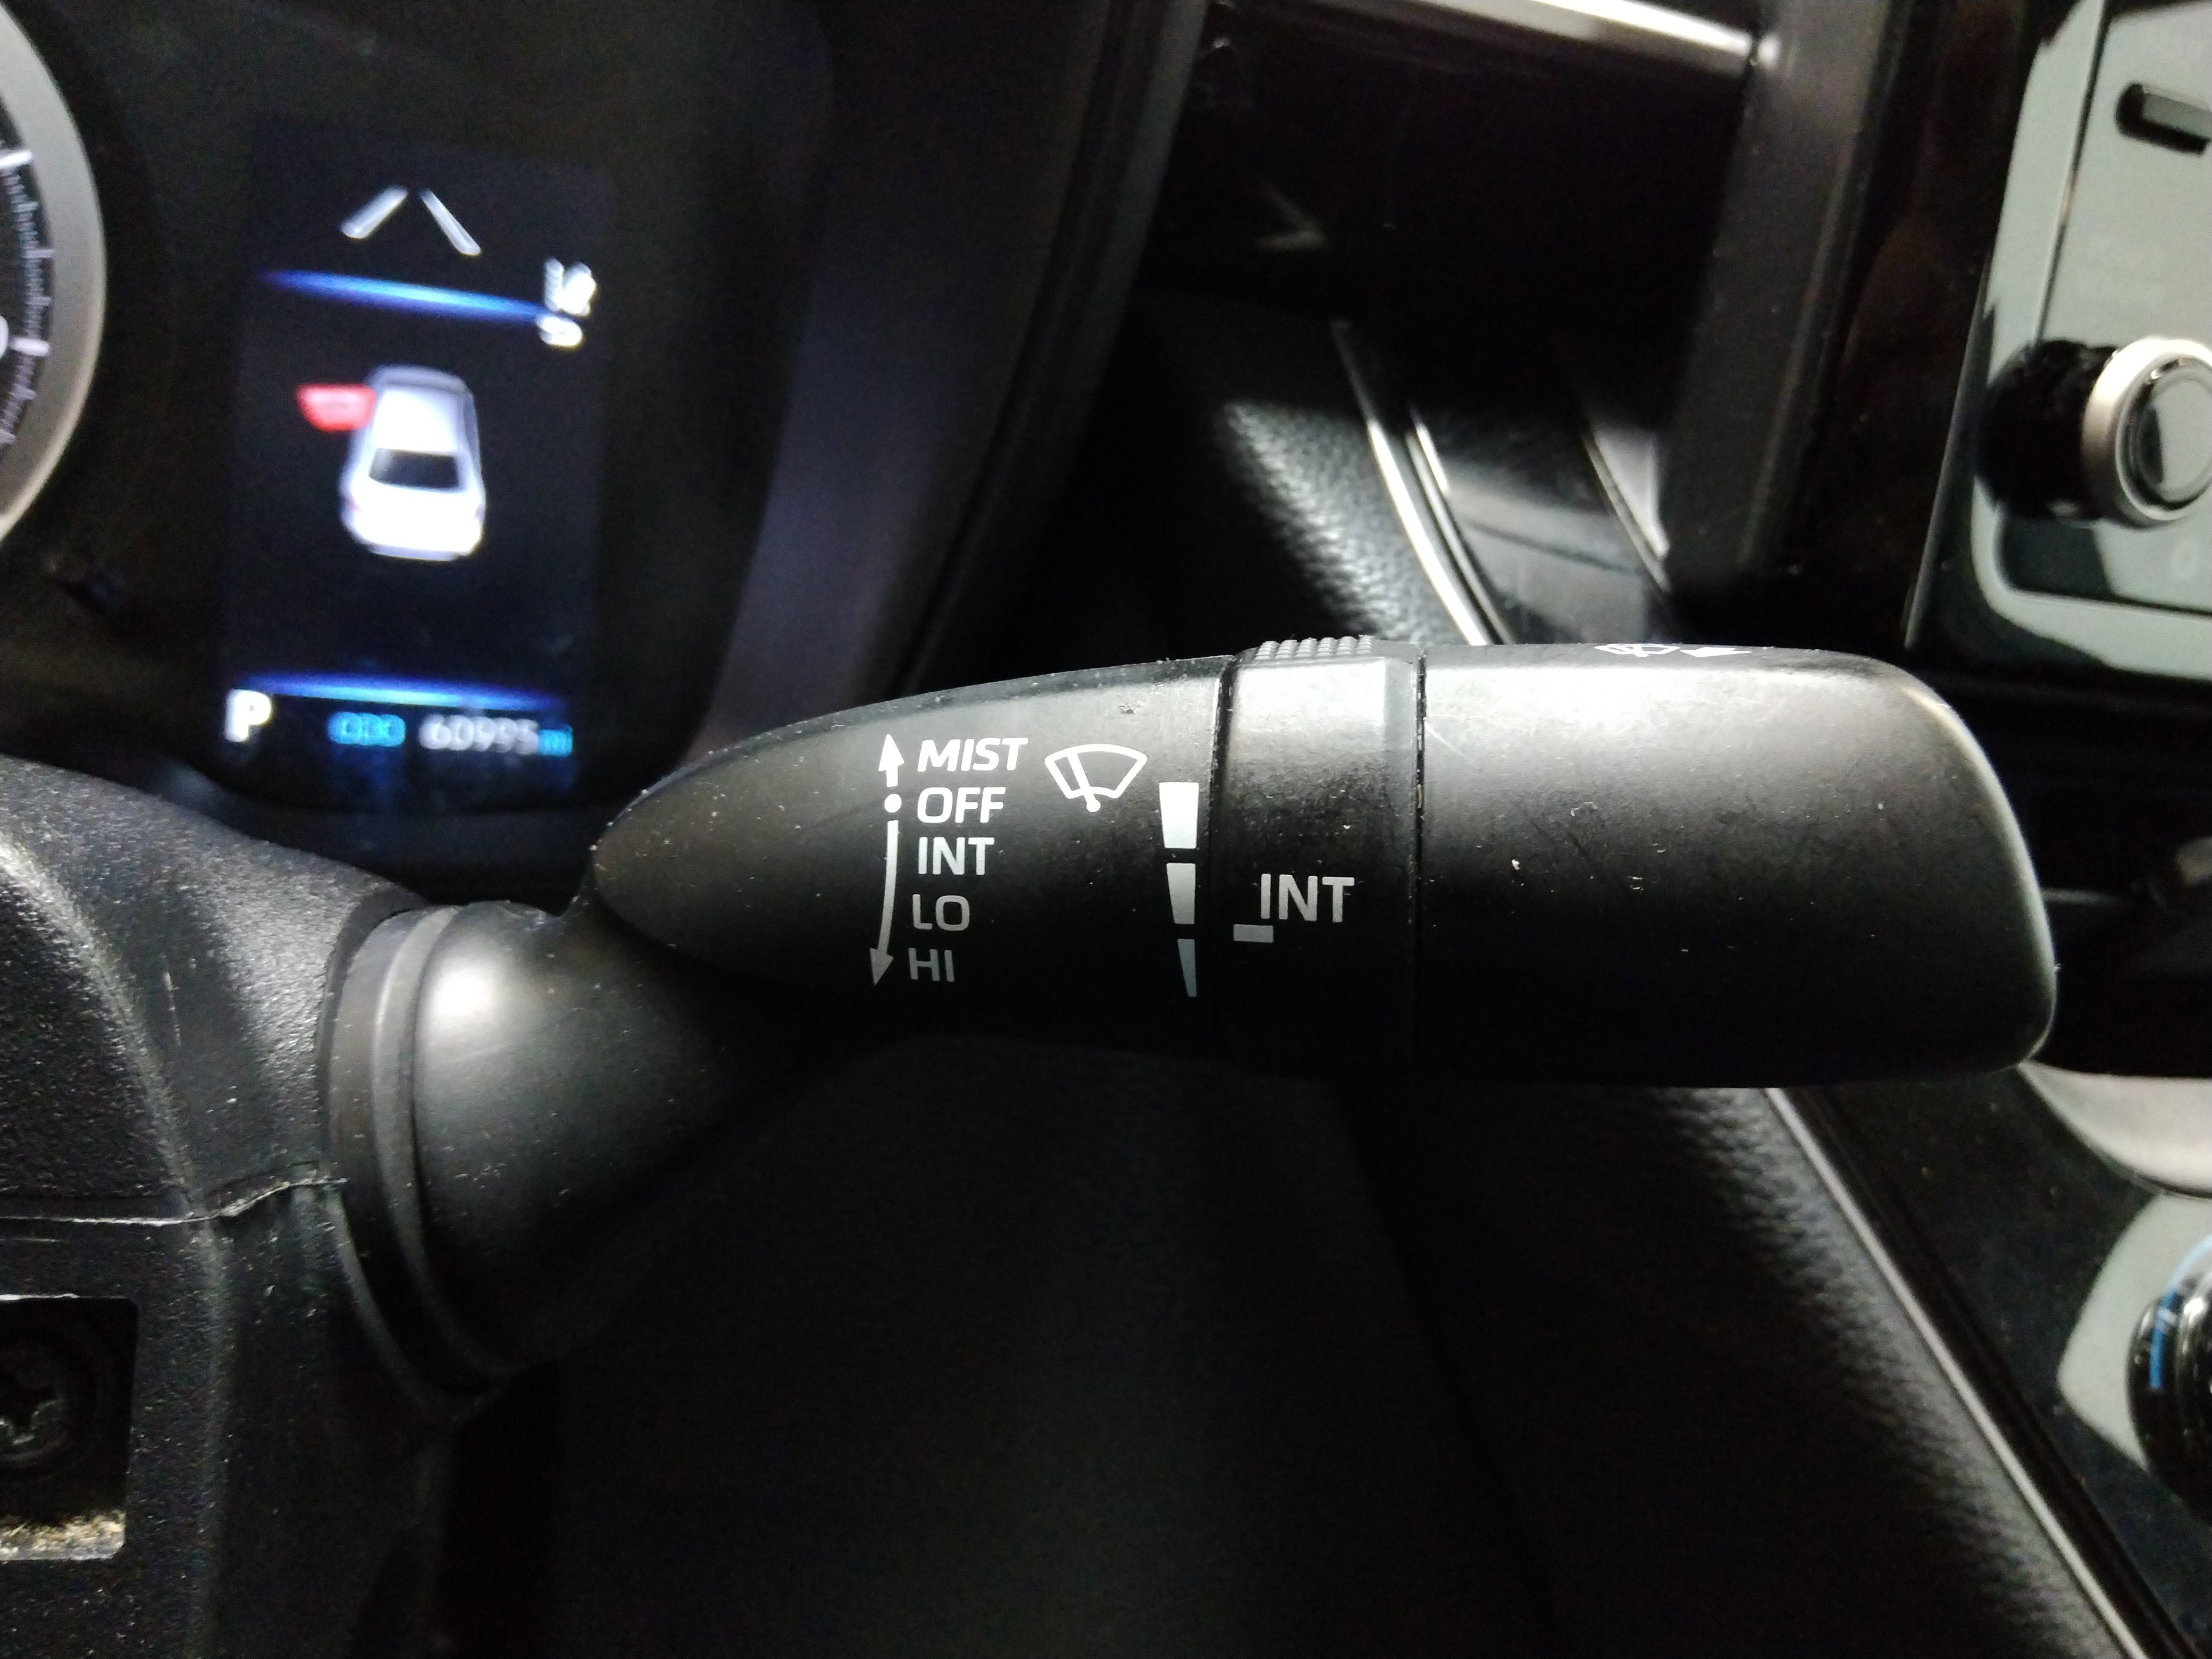 P ODO 60995 mi
MIST
OFF
INT
LO
HI
INT